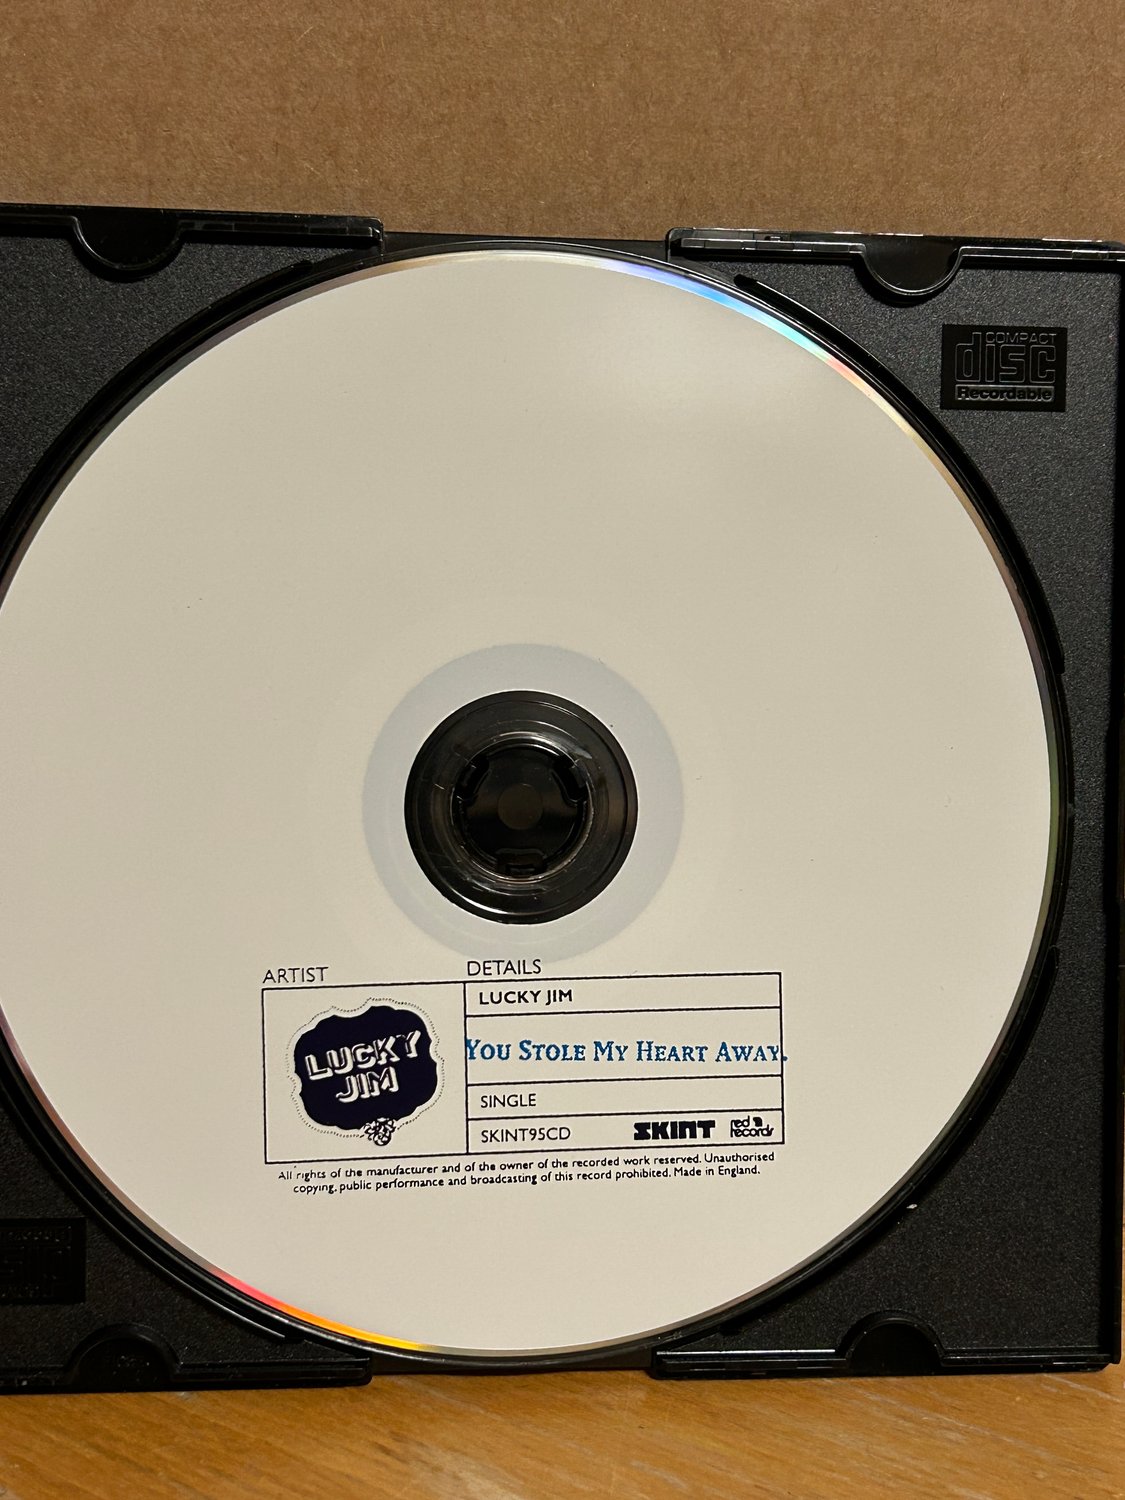 COMPACT
disc
Recordable
ARTIST
DETAILS
LUCKY JIM
LUCKY
JIM
YOU STOLE MY HEART AWAY.
SINGLE
SKINT95CD
SKINT
red
records
All rights of the manufacturer and of the owner of the recorded work reserved. Unauthorised
copying, public performance and broadcasting of this record prohibited. Made in England.